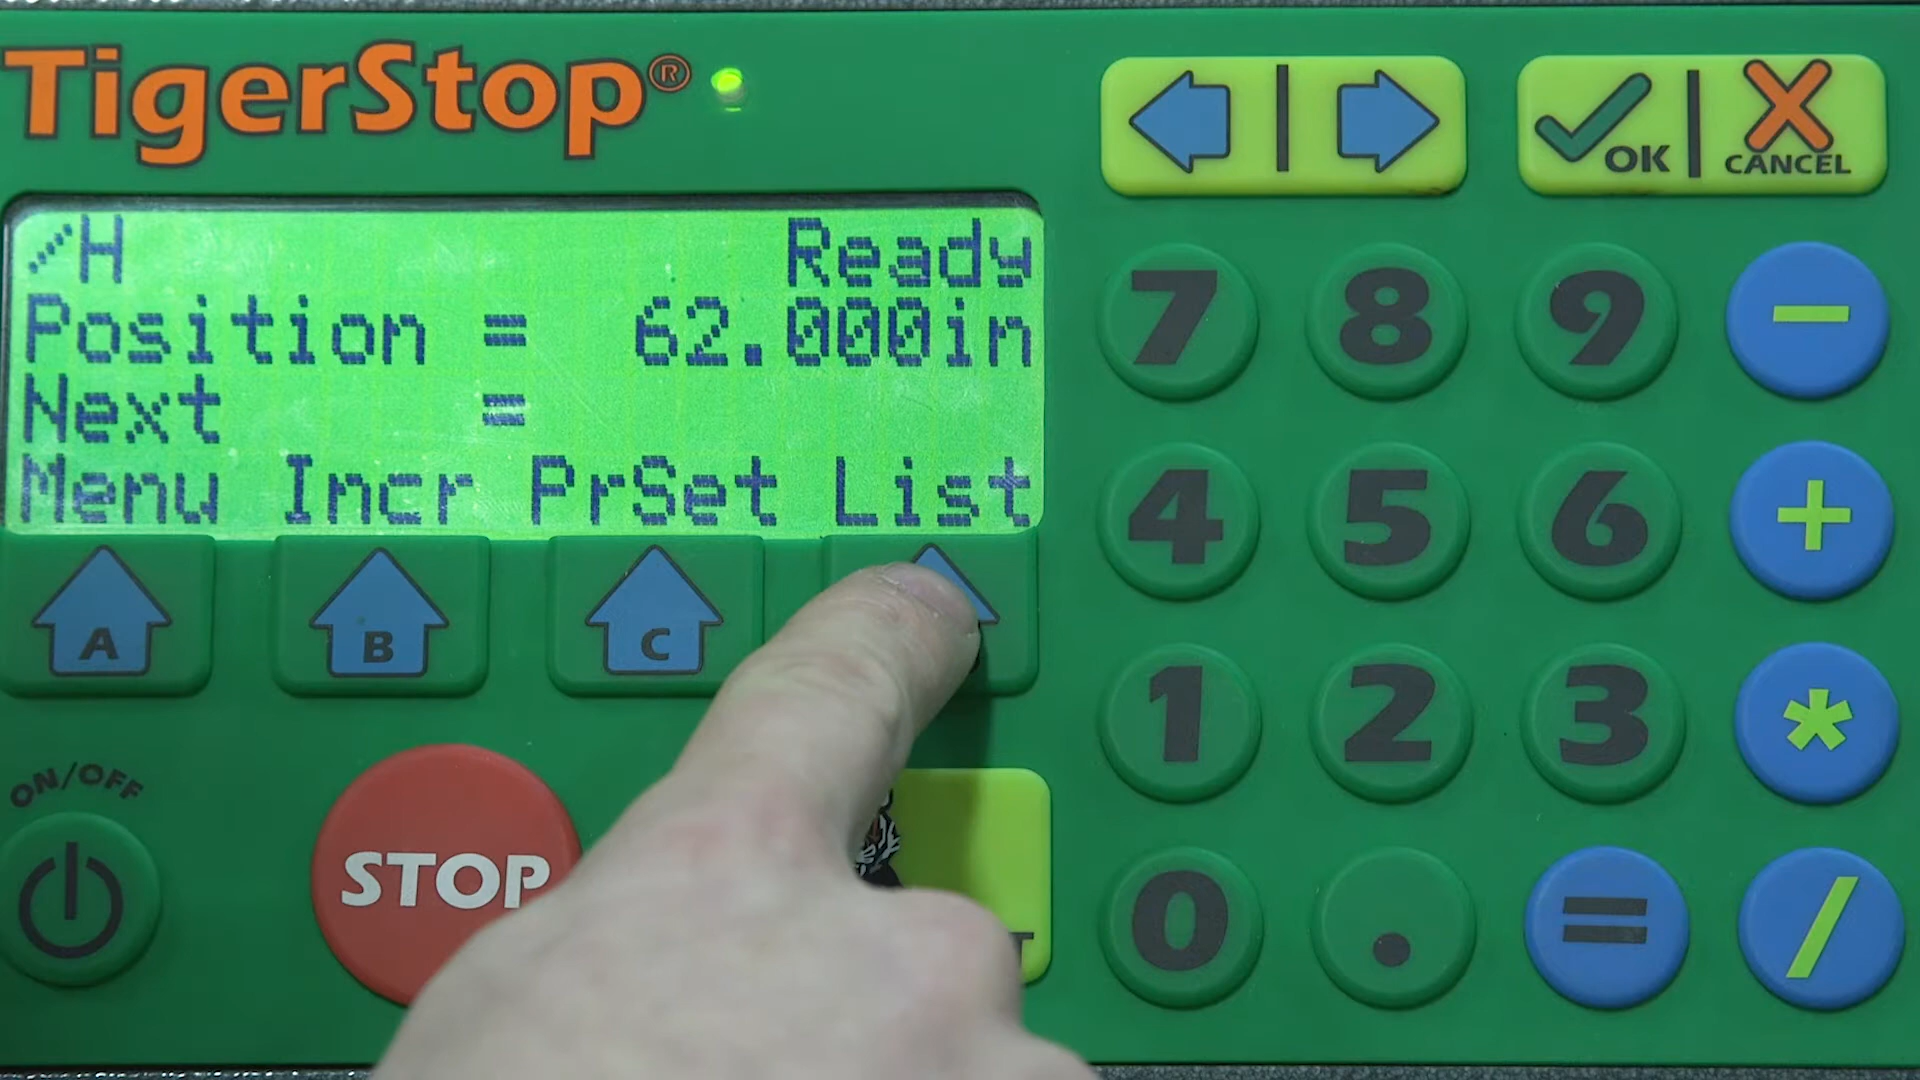 TigerStop®
OK | CANCEL
/H Ready
Position = 62.000in
Next =
Menu Incr PrSet List
A B C
7 8 9 -
4 5 6 +
1 2 3 *
0 . = /
ON/OFF
STOP